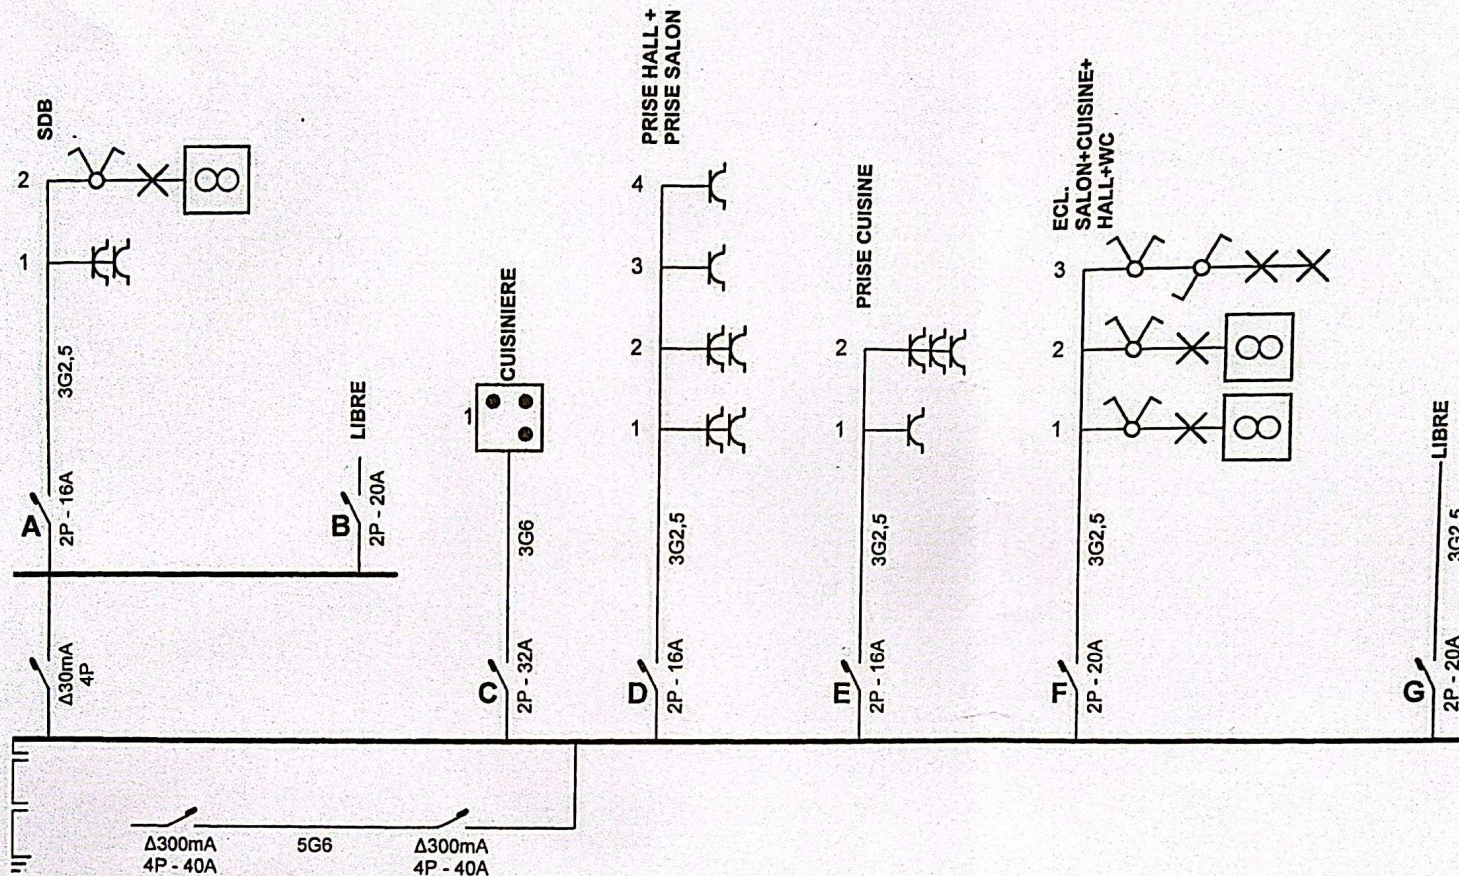 SDB
2
1
3G2,5
A
2P - 16A
LIBRE
B
2P - 20A
Δ30mA
4P
CUISINIERE
1
3G6
C
2P - 32A
PRISE HALL +
PRISE SALON
4
3
2
1
3G2,5
D
2P - 16A
PRISE CUISINE
2
1
3G2,5
E
2P - 16A
ECL.
SALON+CUISINE+
HALL+WC
3
2
1
3G2,5
F
2P - 20A
LIBRE
3G2,5
G
2P - 20A
Δ300mA
4P - 40A
5G6
Δ300mA
4P - 40A